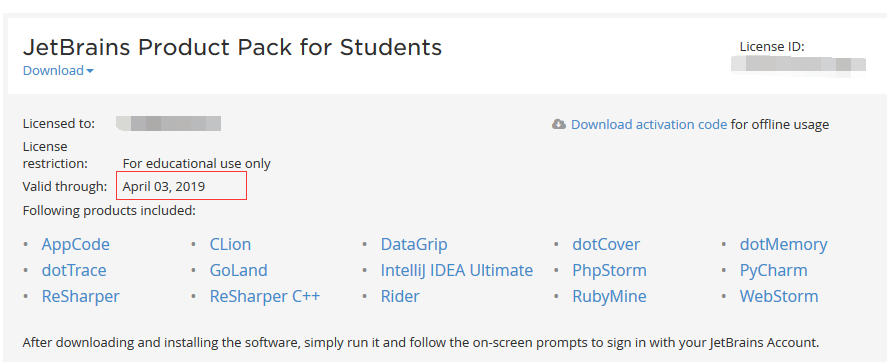 JetBrains Product Pack for Students
Download
License ID:
Licensed to:
Download activation code for offline usage
License
restriction: For educational use only
Valid through: April 03, 2019
Following products included:
• AppCode • CLion • DataGrip • dotCover • dotMemory
• dotTrace • GoLand • IntelliJ IDEA Ultimate • PhpStorm • PyCharm
• ReSharper • ReSharper C++ • Rider • RubyMine • WebStorm
After downloading and installing the software, simply run it and follow the on-screen prompts to sign in with your JetBrains Account.